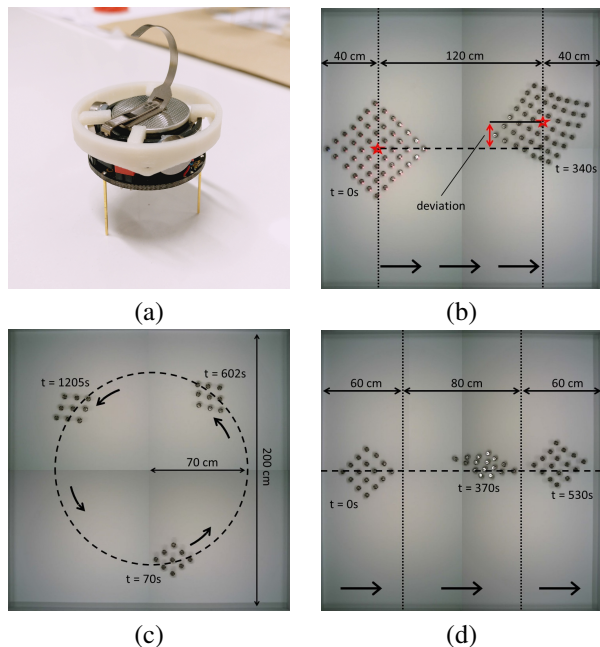 40 cm
120 cm
40 cm
t = 0s
deviation
t = 340s
(a)
(b)
t = 1205s
t = 602s
70 cm
200 cm
t = 70s
60 cm
80 cm
60 cm
t = 0s
t = 370s
t = 530s
(c)
(d)